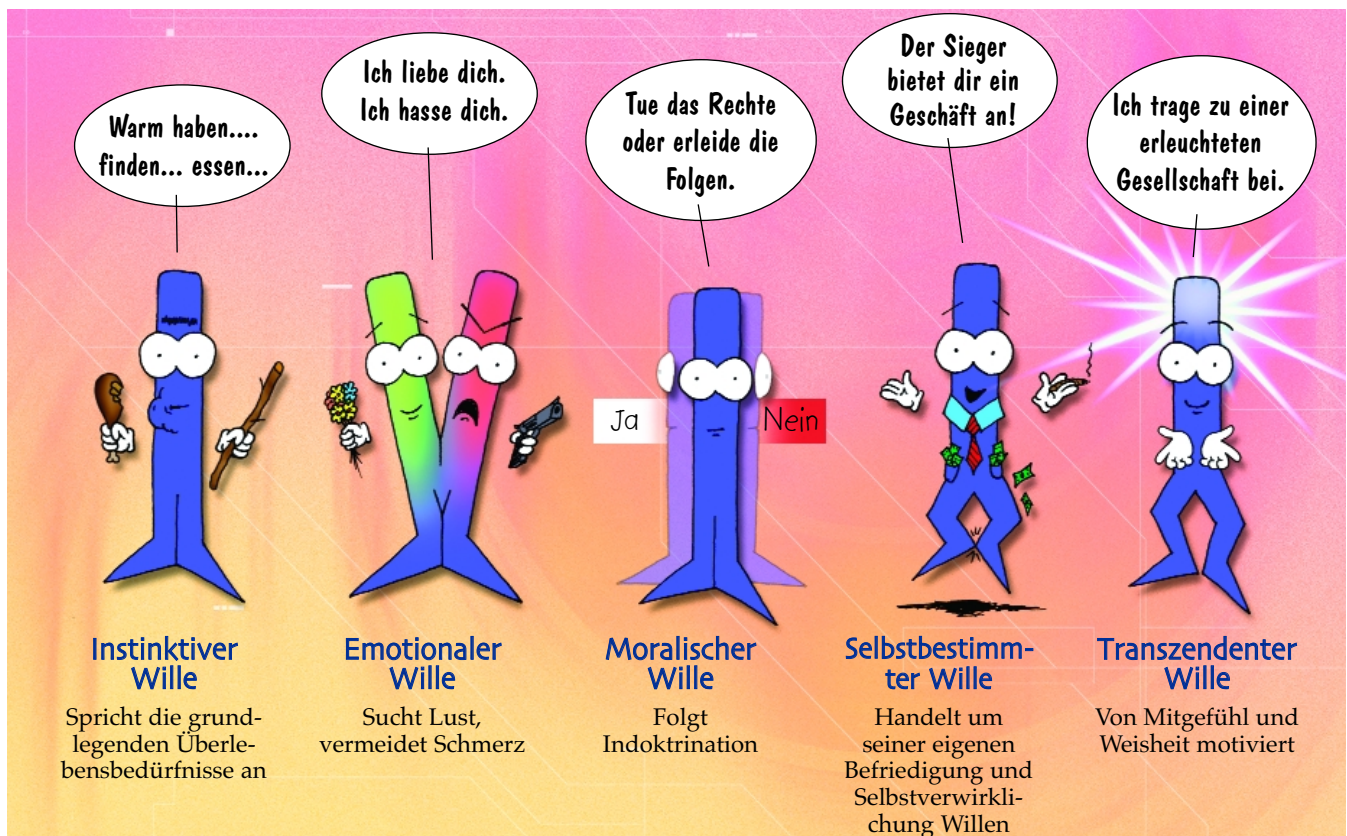 Warm haben....
finden... essen...
Ich liebe dich.
Ich hasse dich.
Tue das Rechte
oder erleide die
Folgen.
Der Sieger
bietet dir ein
Geschäft an!
Ich trage zu einer
erleuchteten
Gesellschaft bei.
Ja
Nein
Instinktiver
Wille
Spricht die grund-
legenden Überle-
bensbedürfnisse an
Emotionaler
Wille
Sucht Lust,
vermeidet Schmerz
Moralischer
Wille
Folgt
Indoktrination
Selbstbestimm-
ter Wille
Handelt um
seiner eigenen
Befriedigung und
Selbstverwirkli-
chung Willen
Transzendenter
Wille
Von Mitgefühl und
Weisheit motiviert